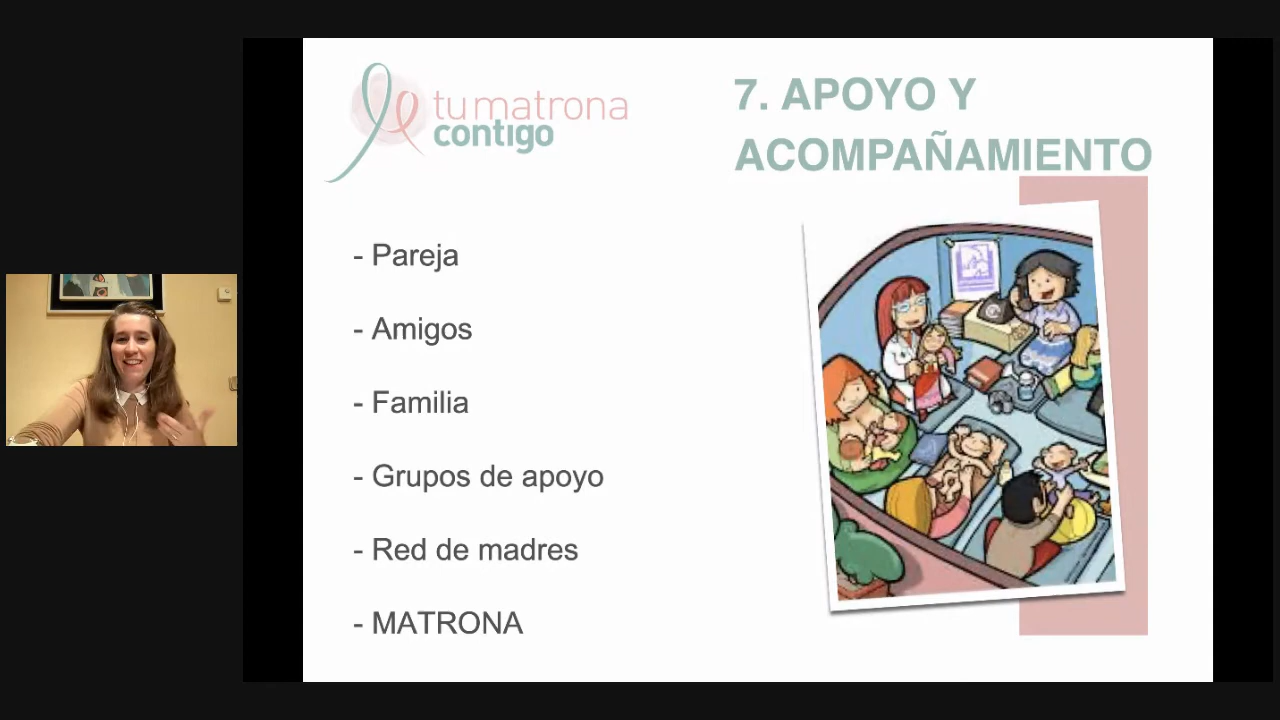 tu matrona
contigo
7. APOYO Y
ACOMPAÑAMIENTO
- Pareja
- Amigos
- Familia
- Grupos de apoyo
- Red de madres
- MATRONA